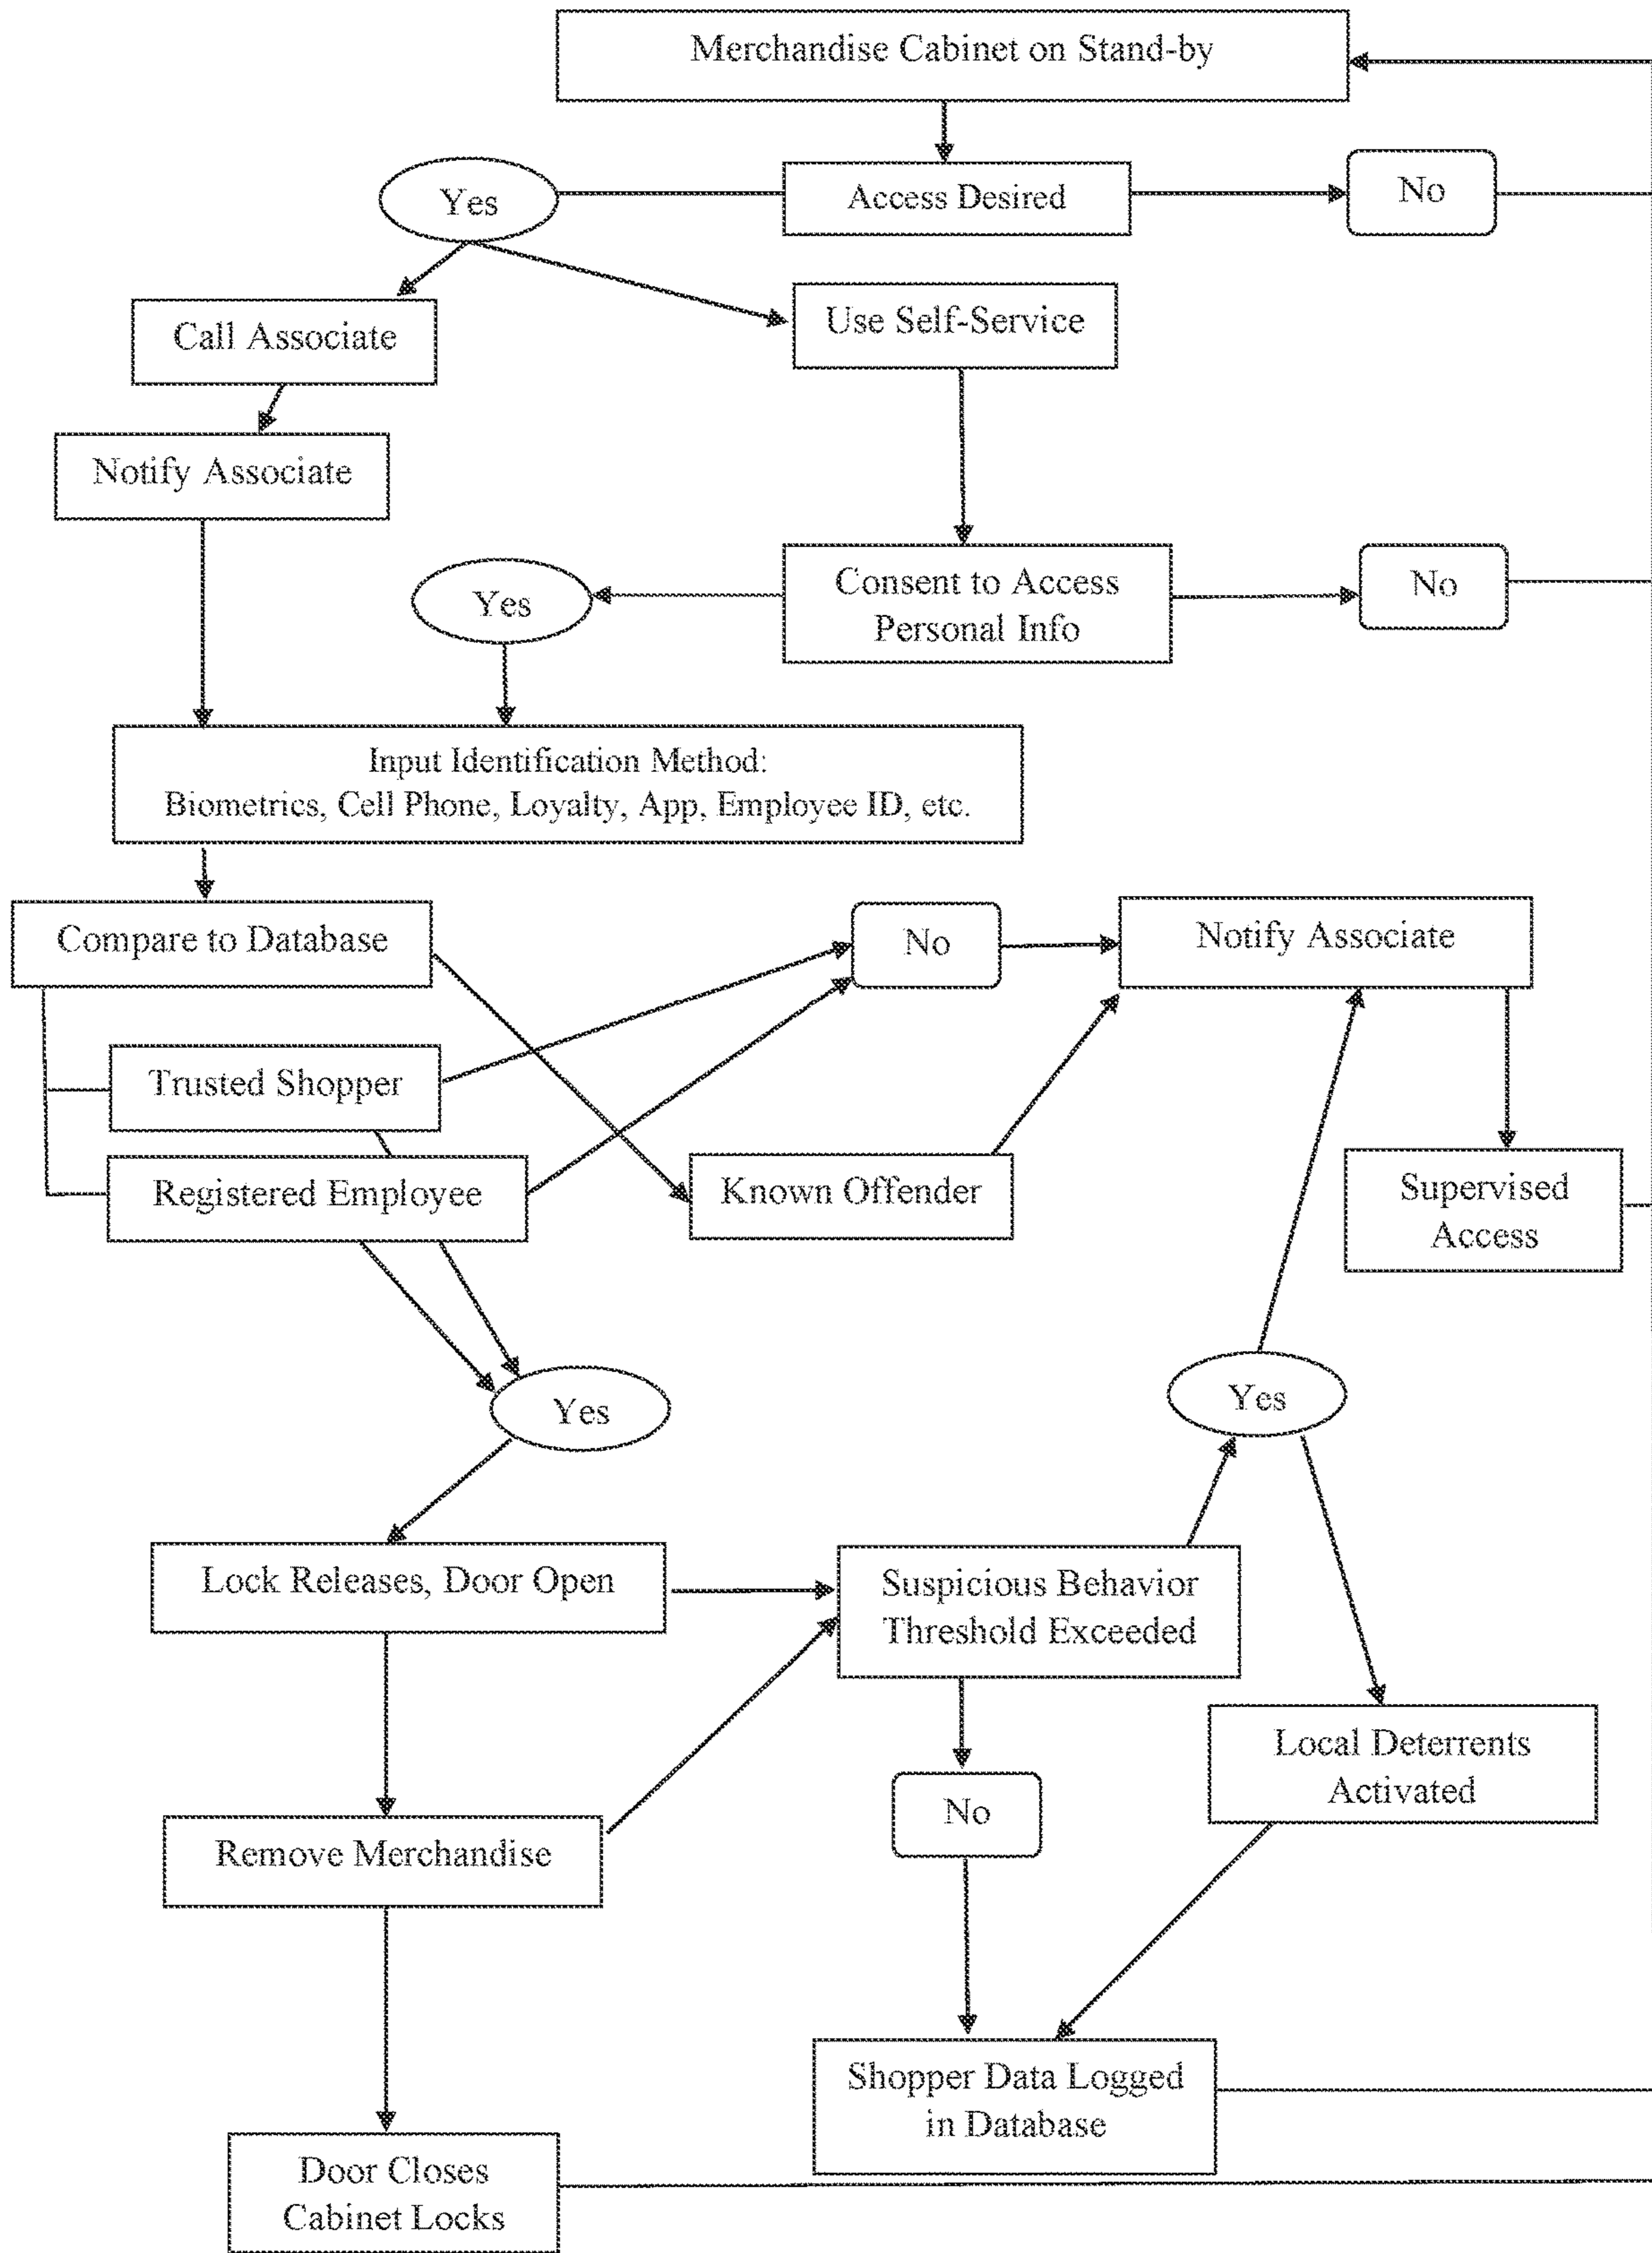 Merchandise Cabinet on Stand-by
Yes
Access Desired
No
Call Associate
Use Self-Service
Notify Associate
Yes
Consent to Access
Personal Info
No
Input Identification Method:
Biometrics, Cell Phone, Loyalty, App, Employee ID, etc.
Compare to Database
No
Notify Associate
Trusted Shopper
Registered Employee
Known Offender
Supervised
Access
Yes
Yes
Lock Releases, Door Open
Suspicious Behavior
Threshold Exceeded
Local Deterrents
Activated
No
Remove Merchandise
Shopper Data Logged
in Database
Door Closes
Cabinet Locks